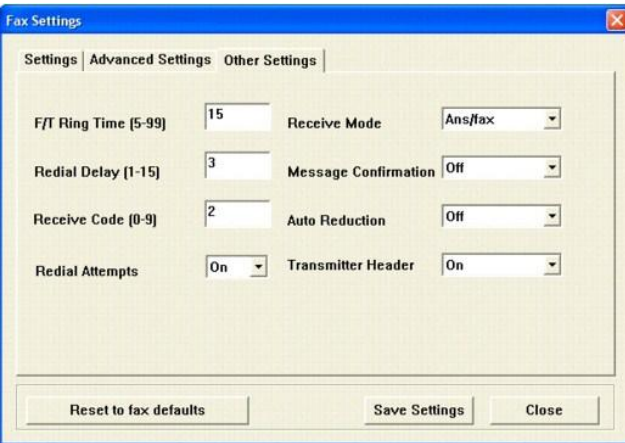 Fax Settings
Settings Advanced Settings Other Settings
F/T Ring Time (5-99) 15 Receive Mode Ans/fax
Redial Delay (1-15) 3 Message Confirmation Off
Receive Code (0-9) 2 Auto Reduction Off
Redial Attempts On Transmitter Header On
Reset to fax defaults Save Settings Close